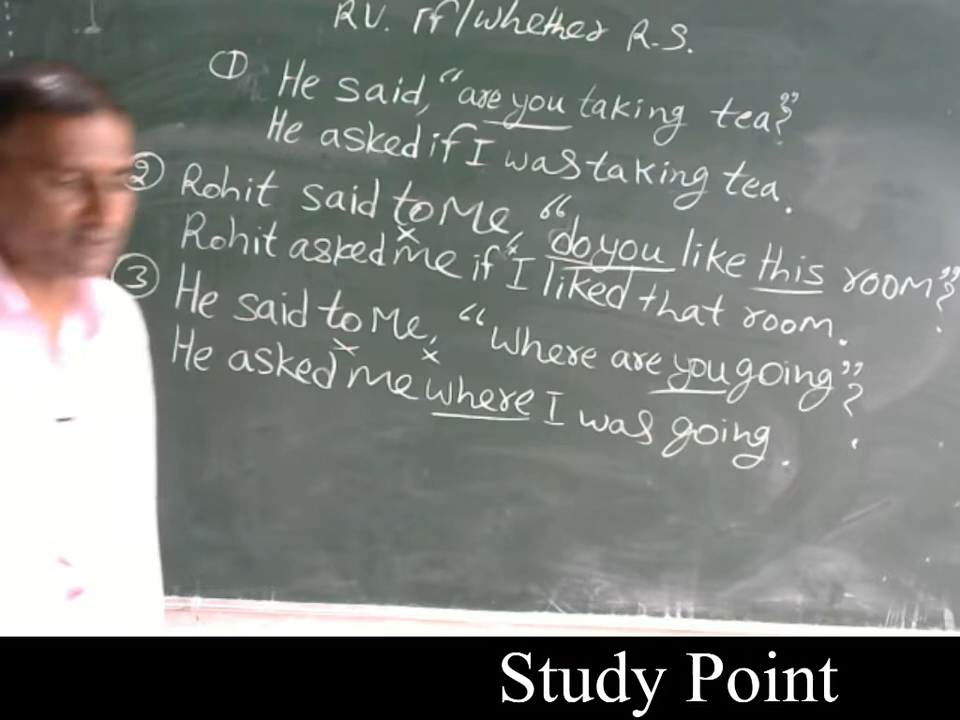 R.V. If/whether R.S.
① He said, "are you taking tea?"
He asked if I was taking tea.
② Rohit said to Me, "do you like this room"?
Rohit asked me if I liked that room.
③ He said to Me, "where are you going"?
He asked me where I was going.
Study Point